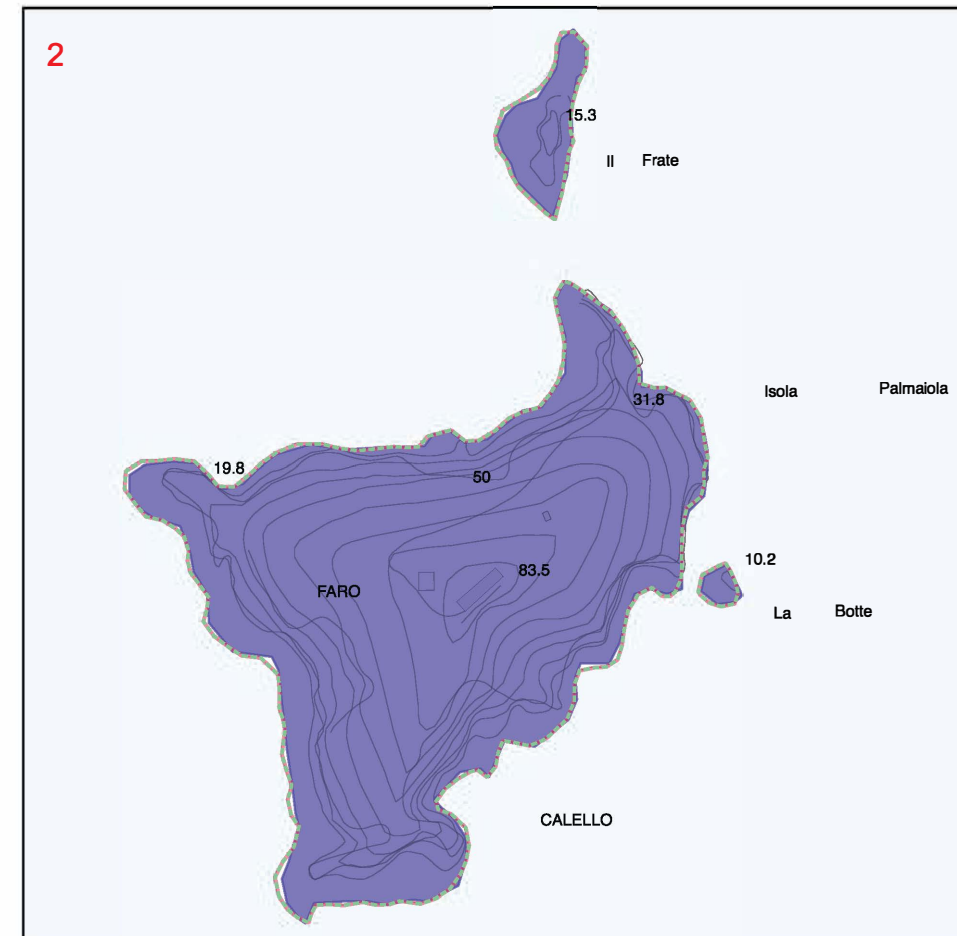 2
15.3
Il Frate
Isola Palmaiola
31.8
19.8
50
10.2
83.5
FARO
La Botte
CALELLO